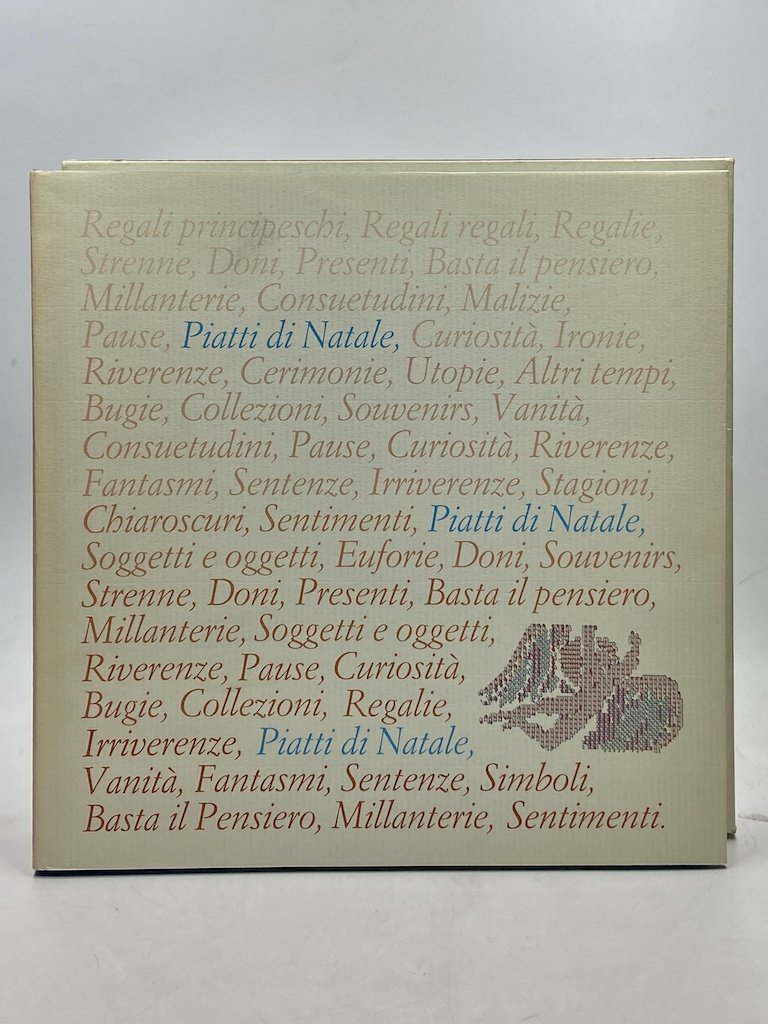 Regali principeschi, Regali regali, Regalie,
Strenne, Doni, Presenti, Basta il pensiero,
Millanterie, Consuetudini, Malizie,
Pause, Piatti di Natale, Curiosità, Ironie,
Riverenze, Cerimonie, Utopie, Altri tempi,
Bugie, Collezioni, Souvenirs, Vanità,
Consuetudini, Pause, Curiosità, Riverenze,
Fantasmi, Sentenze, Irriverenze, Stagioni,
Chiaroscuri, Sentimenti, Piatti di Natale,
Soggetti e oggetti, Euforie, Doni, Souvenirs,
Strenne, Doni, Presenti, Basta il pensiero,
Millanterie, Soggetti e oggetti,
Riverenze, Pause, Curiosità,
Bugie, Collezioni, Regalie,
Irriverenze, Piatti di Natale,
Vanità, Fantasmi, Sentenze, Simboli,
Basta il Pensiero, Millanterie, Sentimenti.